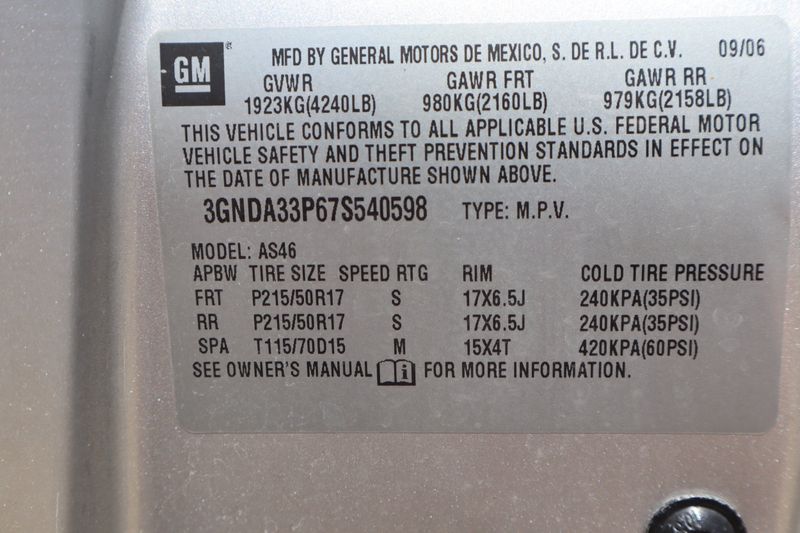 GM® MFD BY GENERAL MOTORS DE MEXICO, S. DE R.L. DE C.V. 09/06
GVWR GAWR FRT GAWR RR
1923KG(4240LB) 980KG(2160LB) 979KG(2158LB)
THIS VEHICLE CONFORMS TO ALL APPLICABLE U.S. FEDERAL MOTOR
VEHICLE SAFETY AND THEFT PREVENTION STANDARDS IN EFFECT ON
THE DATE OF MANUFACTURE SHOWN ABOVE.
3GNDA33P67S540598 TYPE: M.P.V.
MODEL: AS46
APBW TIRE SIZE SPEED RTG RIM COLD TIRE PRESSURE
FRT P215/50R17 S 17X6.5J 240KPA(35PSI)
RR P215/50R17 S 17X6.5J 240KPA(35PSI)
SPA T115/70D15 M 15X4T 420KPA(60PSI)
SEE OWNER'S MANUAL i FOR MORE INFORMATION.